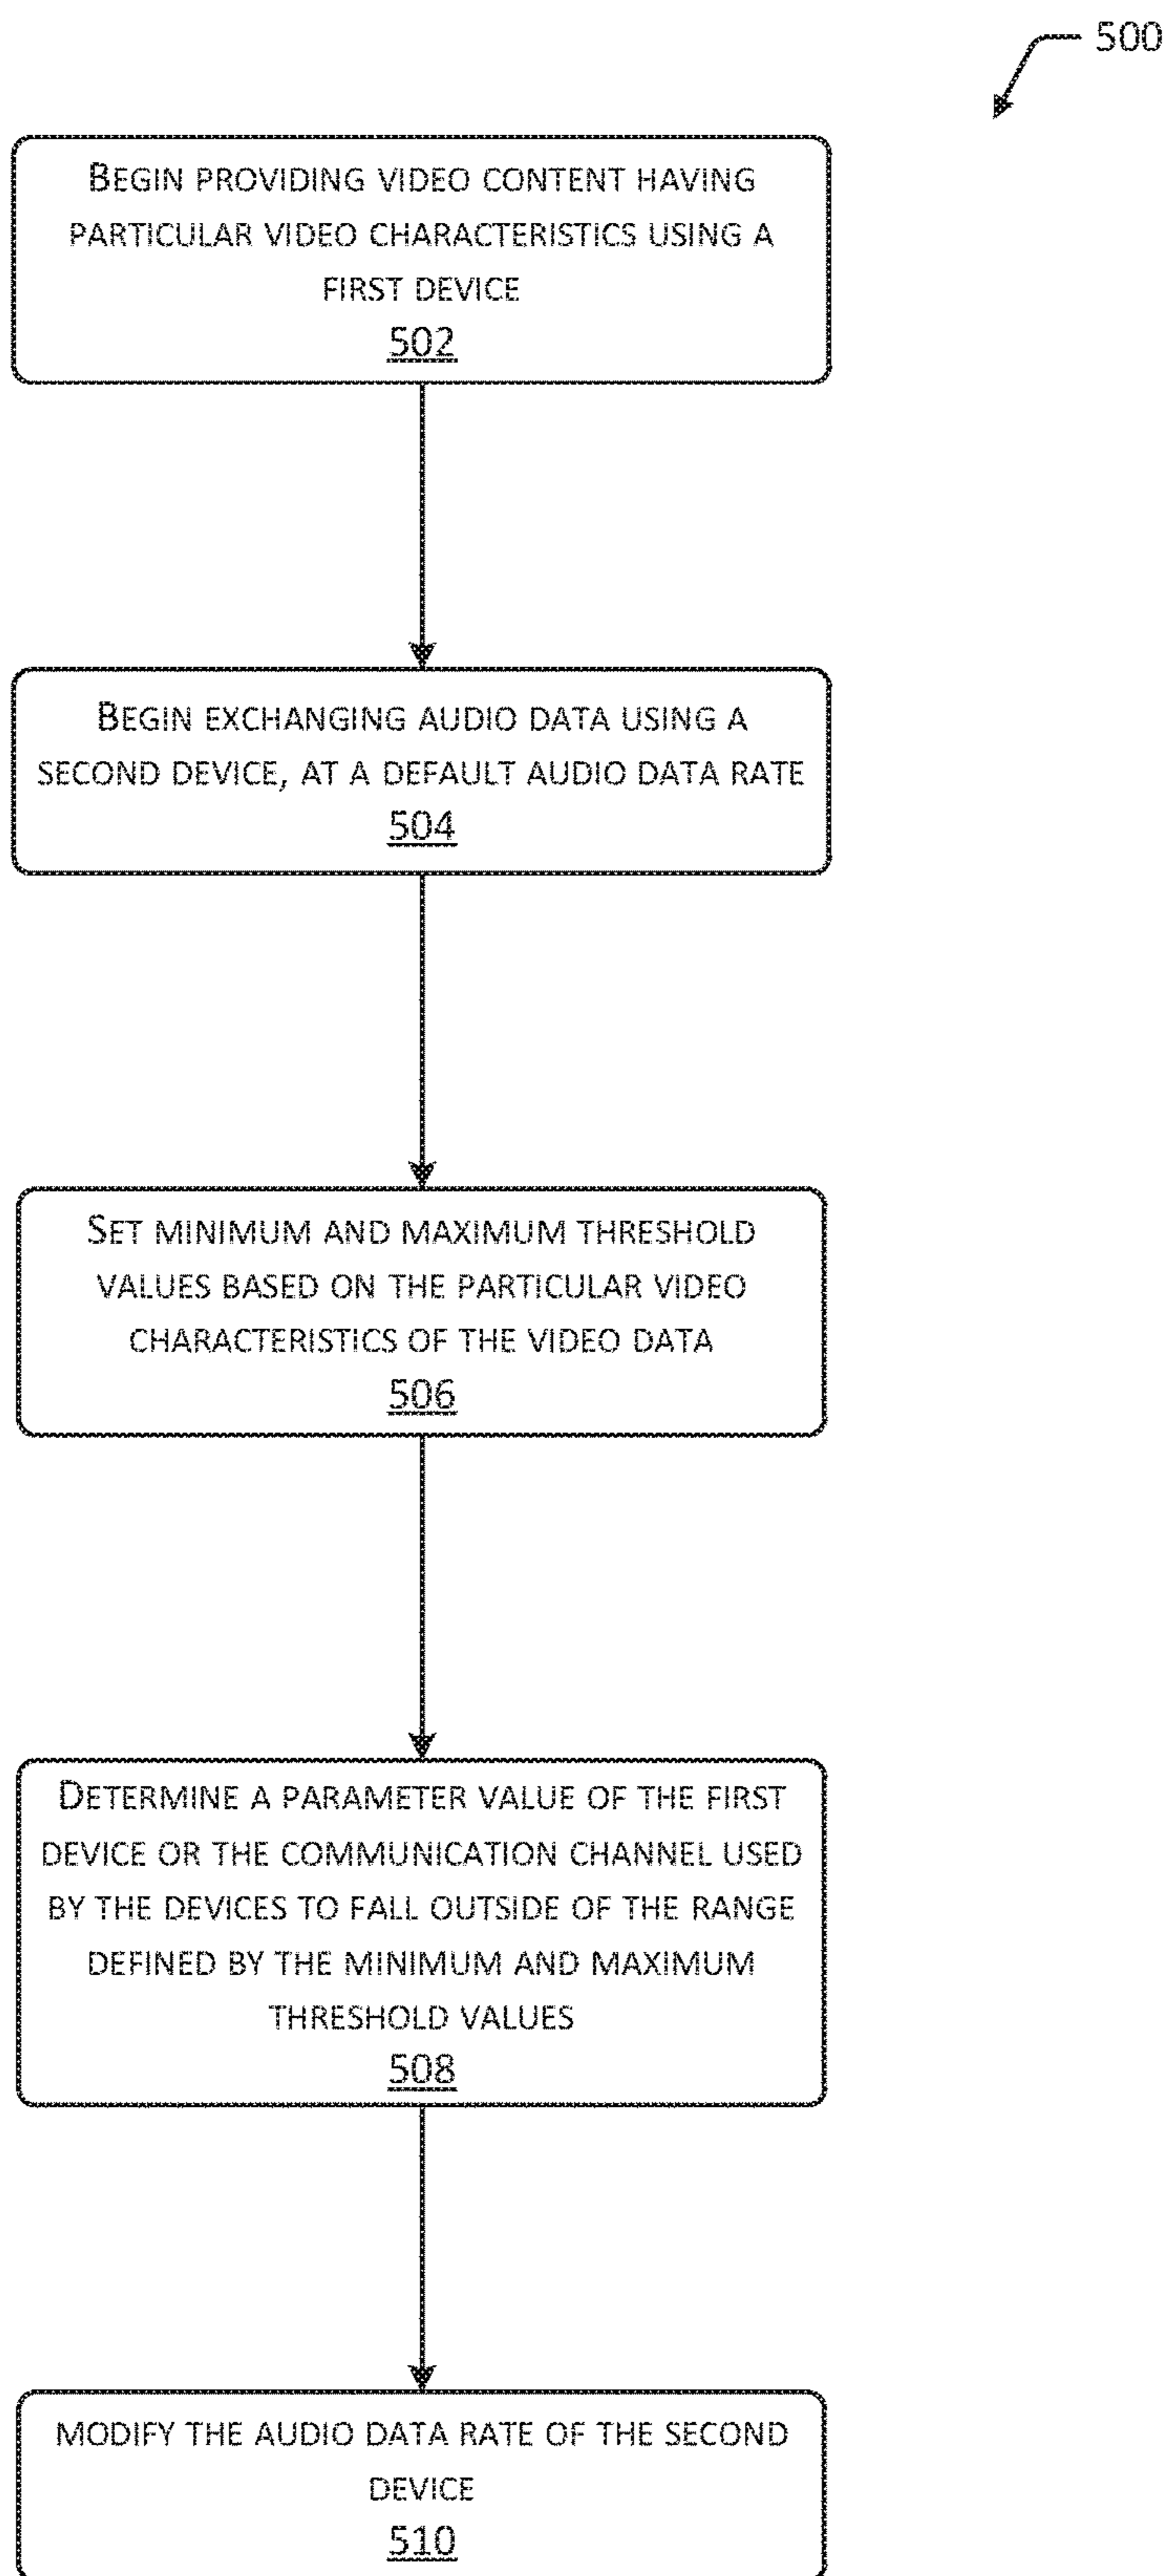 500
BEGIN PROVIDING VIDEO CONTENT HAVING
PARTICULAR VIDEO CHARACTERISTICS USING A
FIRST DEVICE
502
BEGIN EXCHANGING AUDIO DATA USING A
SECOND DEVICE, AT A DEFAULT AUDIO DATA RATE
504
SET MINIMUM AND MAXIMUM THRESHOLD
VALUES BASED ON THE PARTICULAR VIDEO
CHARACTERISTICS OF THE VIDEO DATA
506
DETERMINE A PARAMETER VALUE OF THE FIRST
DEVICE OR THE COMMUNICATION CHANNEL USED
BY THE DEVICES TO FALL OUTSIDE OF THE RANGE
DEFINED BY THE MINIMUM AND MAXIMUM
THRESHOLD VALUES
508
MODIFY THE AUDIO DATA RATE OF THE SECOND
DEVICE
510